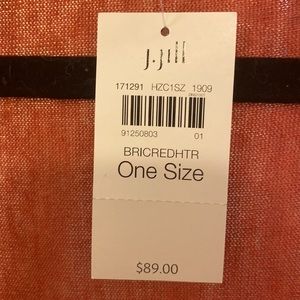 J.Jill
171291 HZC1SZ 1909
91250803 01
BRICREDHTR
One Size
$89.00